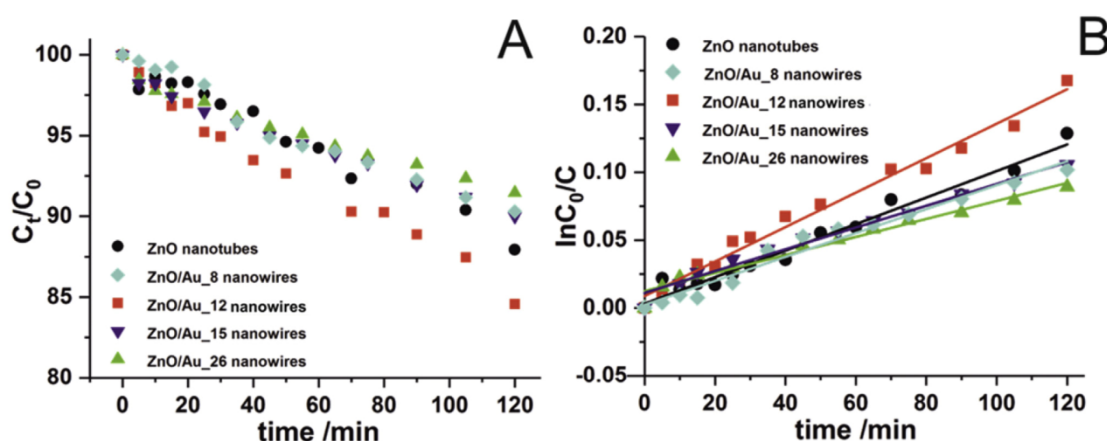 A
100
95
90
85
80
C_t/C_0
ZnO nanotubes
ZnO/Au_8 nanowires
ZnO/Au_12 nanowires
ZnO/Au_15 nanowires
ZnO/Au_26 nanowires
0 20 40 60 80 100 120
time /min
B
0.20
0.15
0.10
0.05
0.00
-0.05
lnC_0/C
ZnO nanotubes
ZnO/Au_8 nanowires
ZnO/Au_12 nanowires
ZnO/Au_15 nanowires
ZnO/Au_26 nanowires
0 20 40 60 80 100 120
time /min